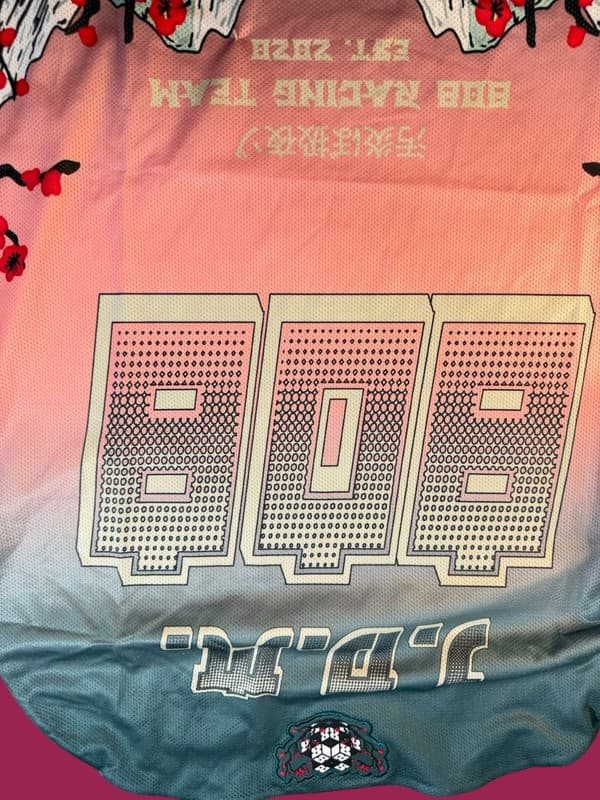 J.D.M.
808
808 RACING TEAM
EST. 2020